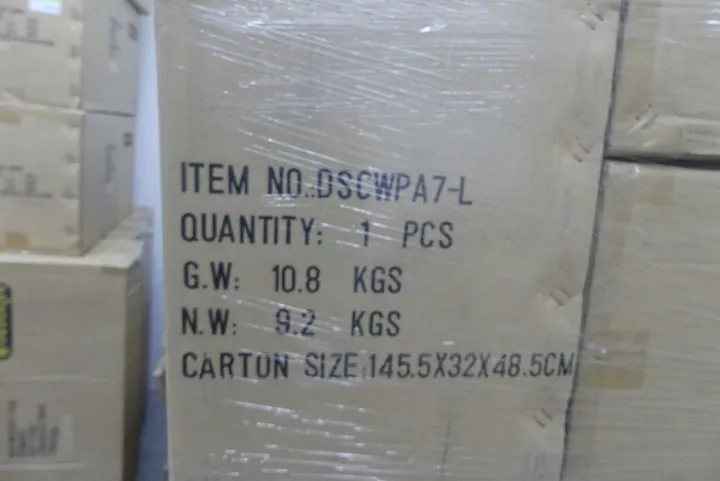 ITEM NO.:DSCWPA7-L
QUANTITY: 1 PCS
G.W: 10.8 KGS
N.W: 9.2 KGS
CARTON SIZE:145.5X32X48.5CM